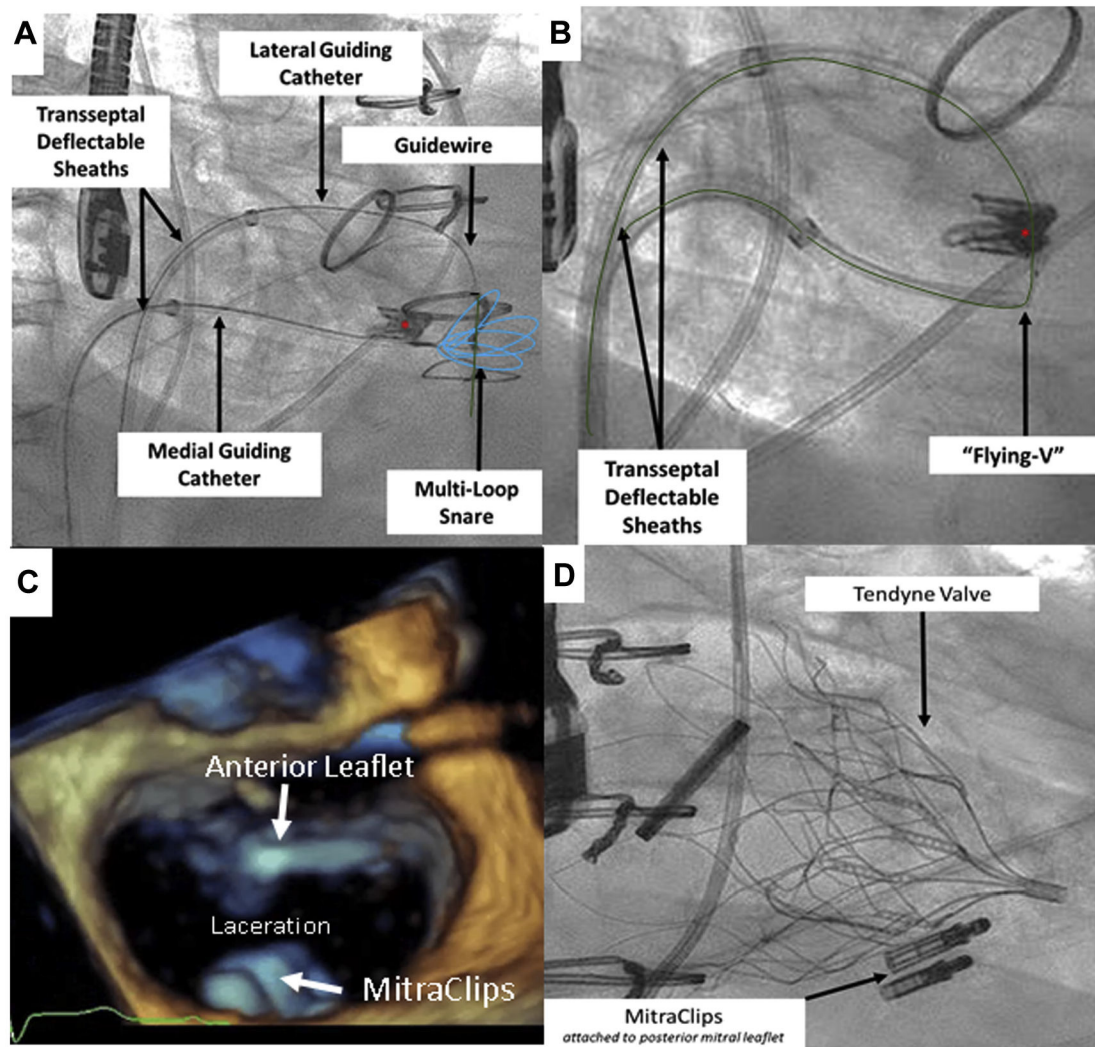 A
Lateral Guiding
Catheter
Transseptal
Deflectable
Sheaths
Guidewire
Medial Guiding
Catheter
Multi-Loop
Snare
B
Transseptal
Deflectable
Sheaths
“Flying-V”
C
Anterior Leaflet
Laceration
MitraClips
D
Tendyne Valve
MitraClips
attached to posterior mitral leaflet